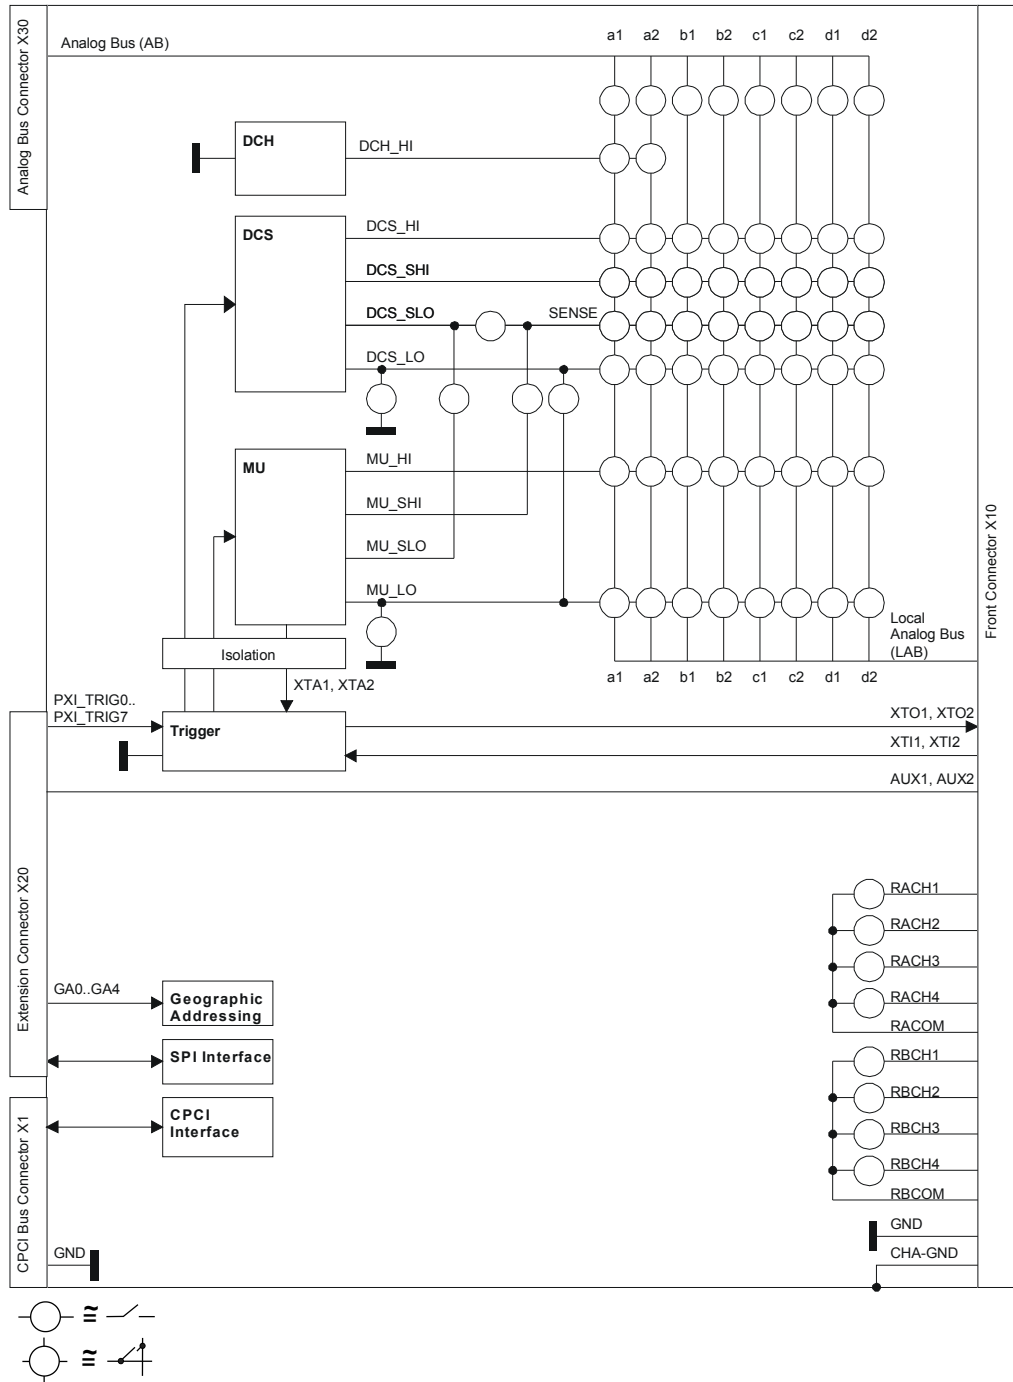 Analog Bus Connector X30
Analog Bus (AB)
a1 a2 b1 b2 c1 c2 d1 d2
DCH
DCH_HI
DCS
DCS_HI
DCS_SHI
DCS_SLO
SENSE
DCS_LO
MU
MU_HI
MU_SHI
MU_SLO
MU_LO
Isolation
XTA1, XTA2
Local
Analog Bus
(LAB)
a1 a2 b1 b2 c1 c2 d1 d2
Front Connector X10
PXI_TRIG0..
PXI_TRIG7
Trigger
XTO1, XTO2
XTI1, XTI2
AUX1, AUX2
Extension Connector X20
GA0..GA4
Geographic
Addressing
SPI Interface
CPCI
Interface
CPCI Bus Connector X1
GND
RACH1
RACH2
RACH3
RACH4
RACOM
RBCH1
RBCH2
RBCH3
RBCH4
RBCOM
GND
CHA-GND
≅
≅